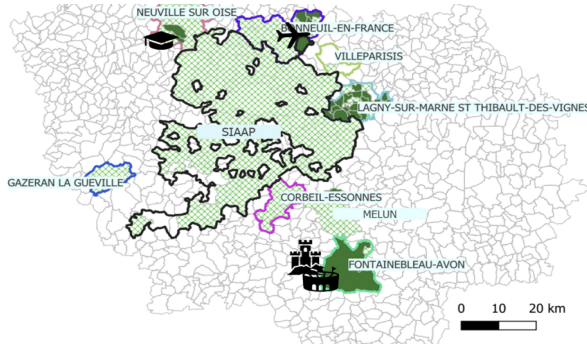 NEUVILLE SUR OISE
BONNEUIL-EN-FRANCE
VILLEPARISIS
LAGNY-SUR-MARNE ST THIBAULT-DES-VIGNES
SIAAP
GAZERAN LA GUEVILLE
CORBEIL-ESSONNES
MELUN
FONTAINEBLEAU-AVON
0 10 20 km